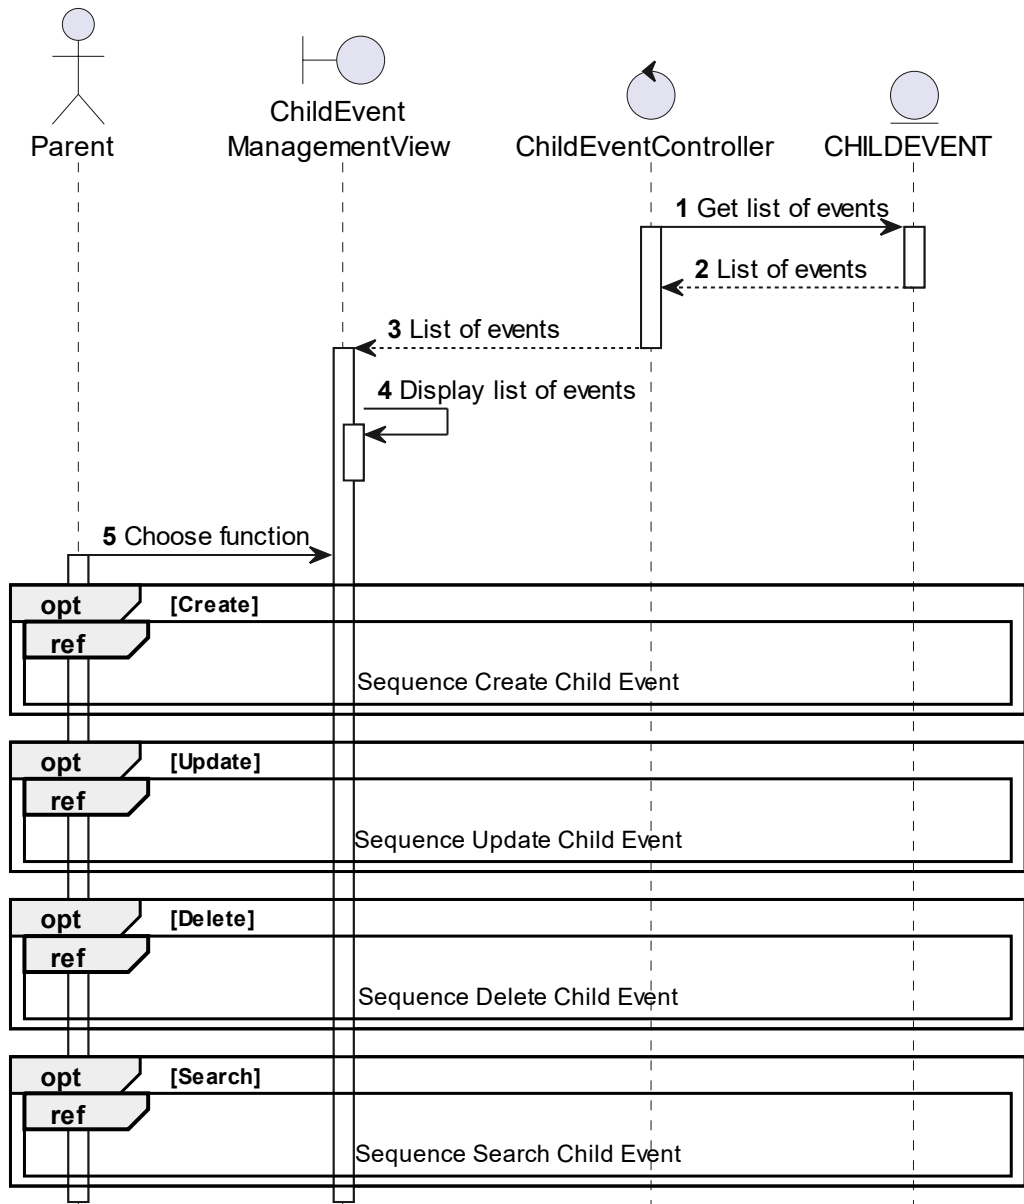 Parent
ChildEvent
ManagementView
ChildEventController
CHILDEVENT
1 Get list of events
2 List of events
3 List of events
4 Display list of events
5 Choose function
opt [Create]
ref
Sequence Create Child Event
opt [Update]
ref
Sequence Update Child Event
opt [Delete]
ref
Sequence Delete Child Event
opt [Search]
ref
Sequence Search Child Event